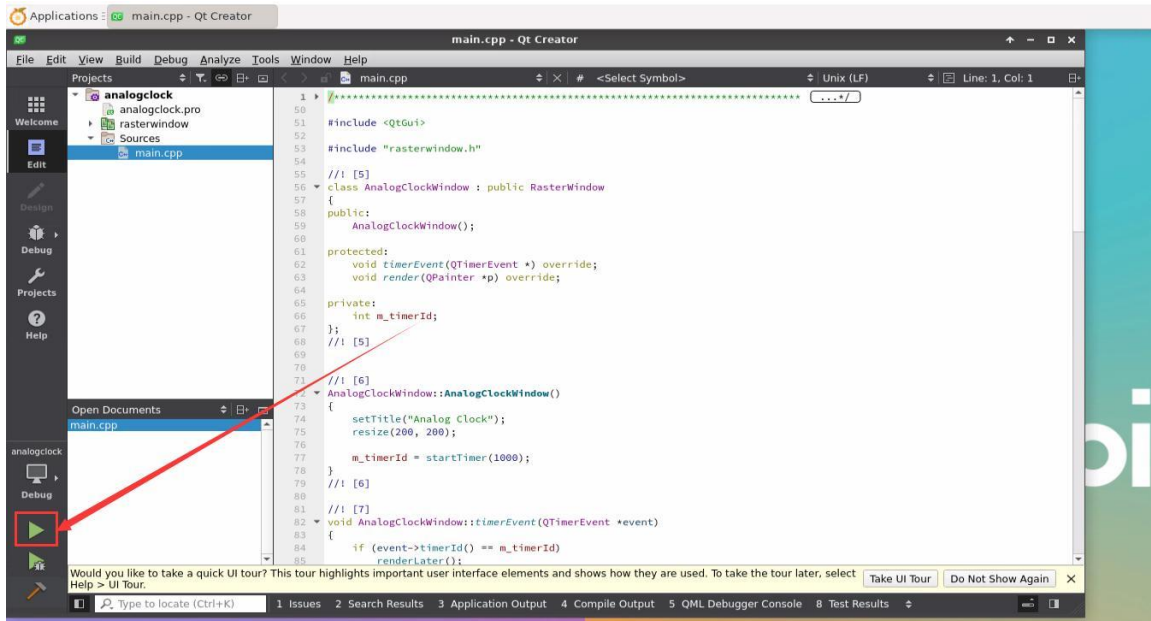 Applications
main.cpp - Qt Creator
main.cpp - Qt Creator
File Edit View Build Debug Analyze Tools Window Help
Projects
main.cpp
# <Select Symbol>
Unix (LF)
Line: 1, Col: 1
Welcome
Edit
Design
Debug
Projects
Help
analogclock
analogclock.pro
rasterwindow
Sources
main.cpp
Open Documents
main.cpp
analogclock
Debug
1 /**************************************************************************** ...*/
50
51 #include <QtGui>
52
53 #include "rasterwindow.h"
54
55 //! [5]
56 class AnalogClockWindow : public RasterWindow
57 {
58 public:
59     AnalogClockWindow();
60
61 protected:
62     void timerEvent(QTimerEvent *) override;
63     void render(QPainter *p) override;
64
65 private:
66     int m_timerId;
67 };
68 //! [5]
69
70
71 //! [6]
72 AnalogClockWindow::AnalogClockWindow()
73 {
74     setTitle("Analog Clock");
75     resize(200, 200);
76
77     m_timerId = startTimer(1000);
78 }
79 //! [6]
80
81 //! [7]
82 void AnalogClockWindow::timerEvent(QTimerEvent *event)
83 {
84     if (event->timerId() == m_timerId)
85         renderLater();
Would you like to take a quick UI tour? This tour highlights important user interface elements and shows how they are used. To take the tour later, select
Help > UI Tour.
Take UI Tour
Do Not Show Again
Type to locate (Ctrl+K)
1 Issues 2 Search Results 3 Application Output 4 Compile Output 5 QML Debugger Console 8 Test Results